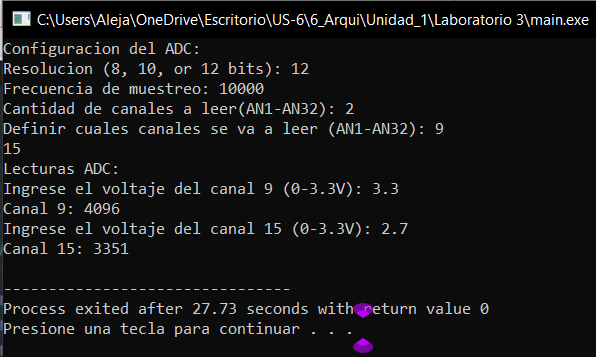 C:\Users\Aleja\OneDrive\Escritorio\US-6\6_Arqui\Unidad_1\Laboratorio 3\main.exe
Configuracion del ADC:
Resolucion (8, 10, or 12 bits): 12
Frecuencia de muestreo: 10000
Cantidad de canales a leer(AN1-AN32): 2
Definir cuales canales se va a leer (AN1-AN32): 9
15
Lecturas ADC:
Ingrese el voltaje del canal 9 (0-3.3V): 3.3
Canal 9: 4096
Ingrese el voltaje del canal 15 (0-3.3V): 2.7
Canal 15: 3351
--------------------------------
Process exited after 27.73 seconds with return value 0
Presione una tecla para continuar . . .